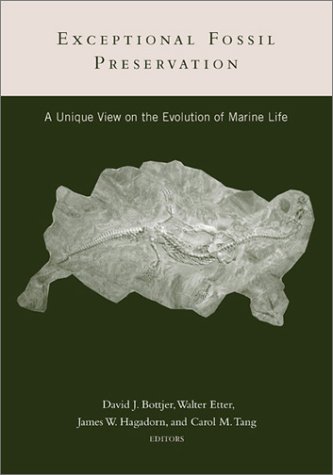 EXCEPTIONAL FOSSIL
PRESERVATION
A Unique View on the Evolution of Marine Life
David J. Bottjer, Walter Etter,
James W. Hagadorn, and Carol M. Tang
EDITORS